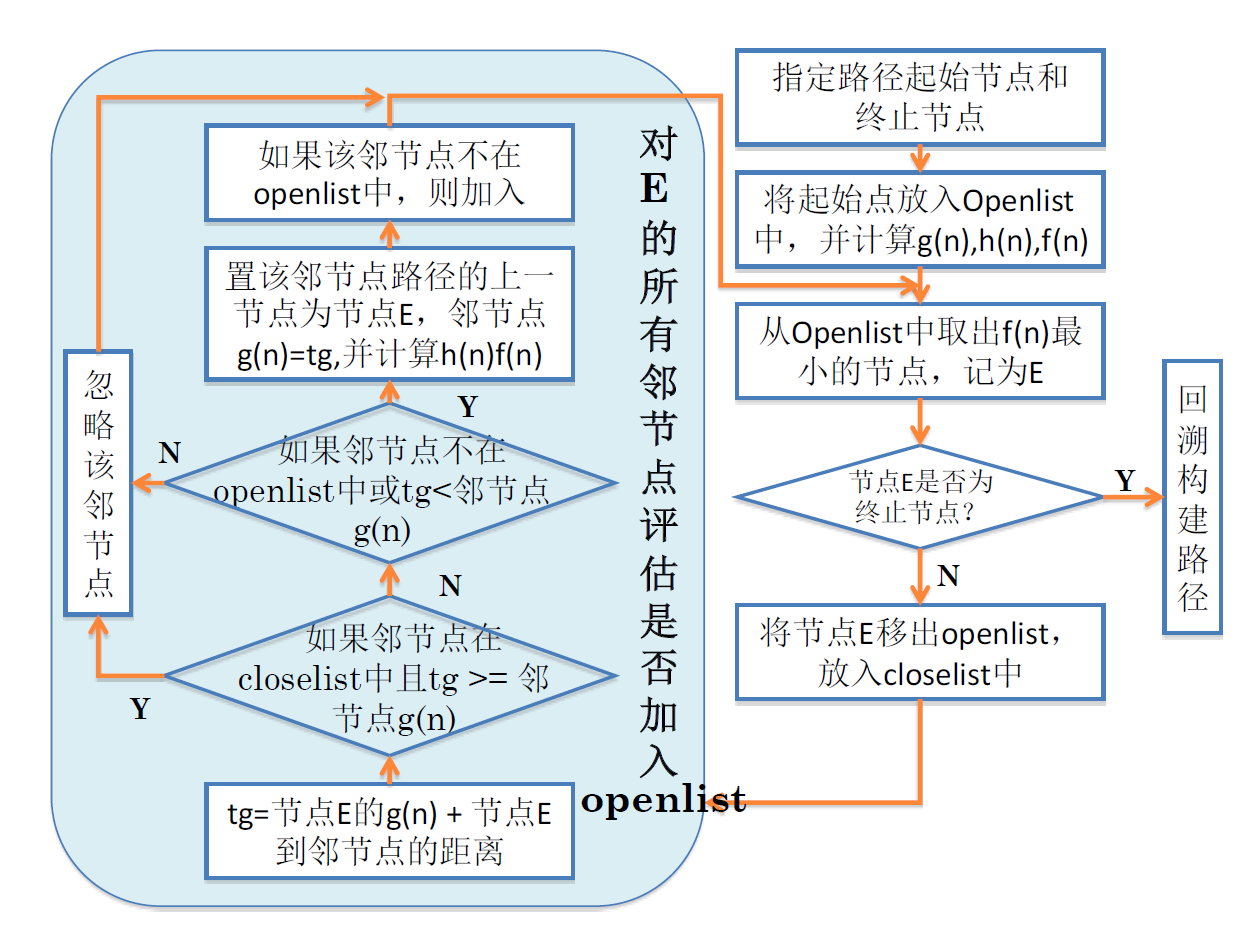 指定路径起始节点和
终止节点
将起始点放入Openlist
中，并计算g(n),h(n),f(n)
从Openlist中取出f(n)最
小的节点，记为E
节点E是否为
终止节点？
Y
回溯构建路径
N
将节点E移出openlist，
放入closelist中
对E的所有邻节点评估是否加入
openlist
tg=节点E的g(n) + 节点E
到邻节点的距离
如果邻节点在
closelist中且tg >= 邻
节点g(n)
Y
N
如果邻节点不在
openlist中或tg<邻节点
g(n)
N
Y
忽略该邻节点
置该邻节点路径的上一
节点为节点E，邻节点
g(n)=tg,并计算h(n)f(n)
如果该邻节点不在
openlist中，则加入